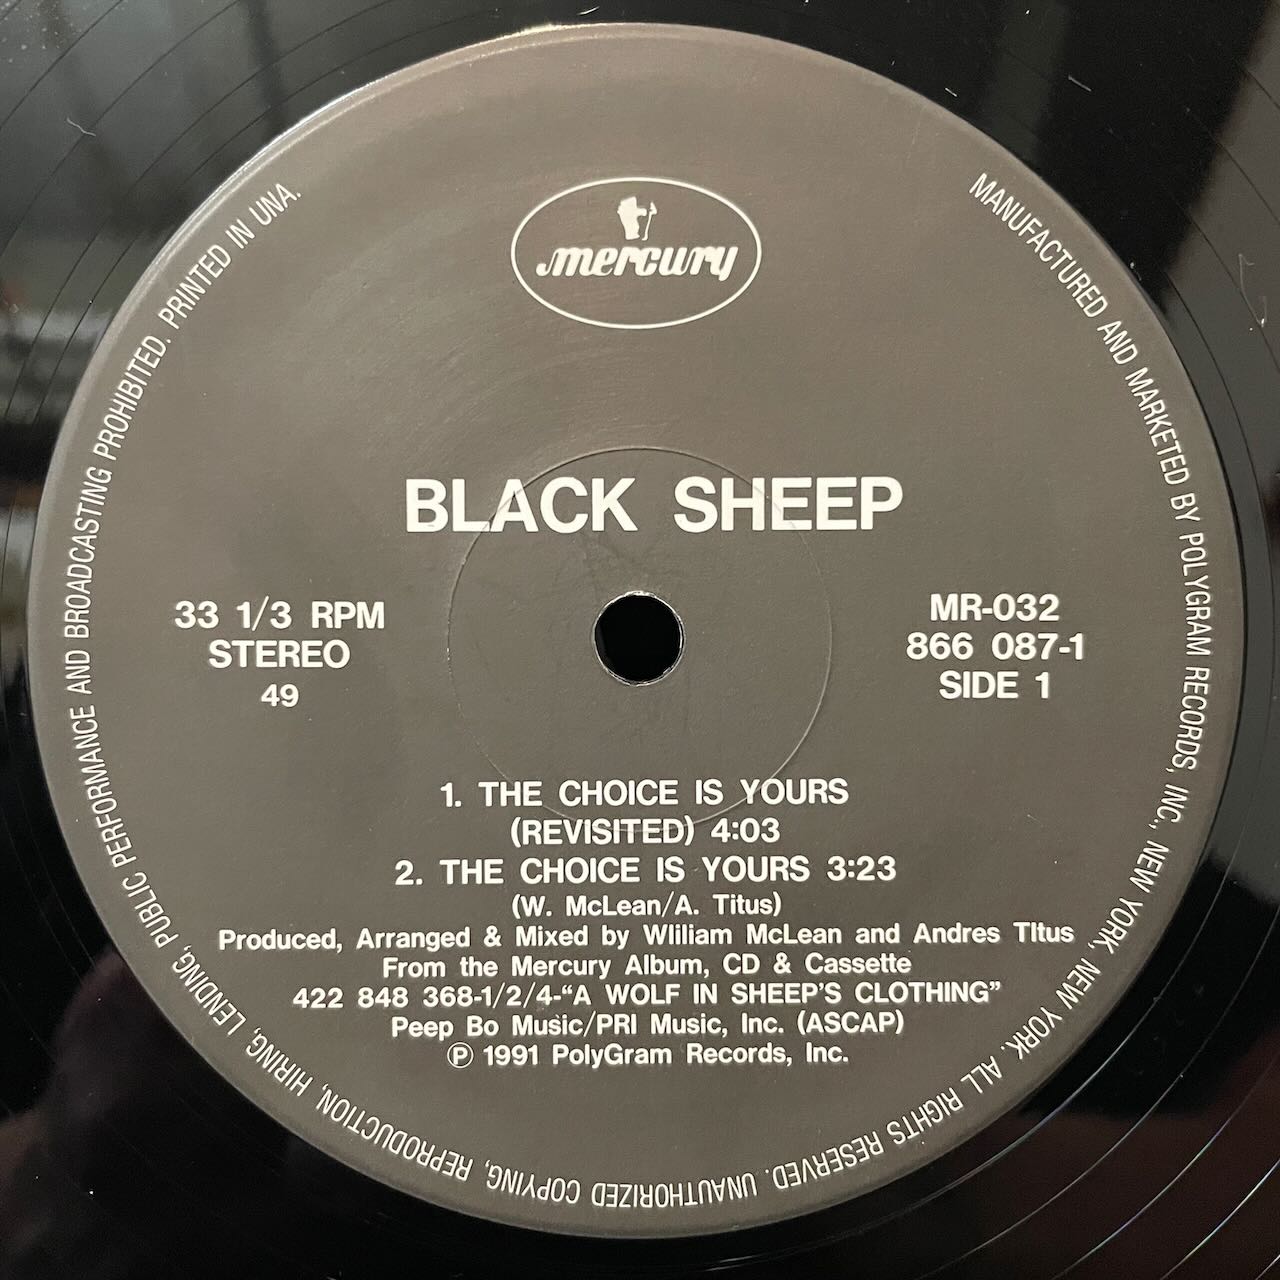 mercury
BLACK SHEEP
33 1/3 RPM
STEREO
49
MR-032
866 087-1
SIDE 1
1. THE CHOICE IS YOURS
(REVISITED) 4:03
2. THE CHOICE IS YOURS 3:23
(W. McLean/A. Titus)
Produced, Arranged & Mixed by Wliliam McLean and Andres TItus
From the Mercury Album, CD & Cassette
422 848 368-1/2/4-“A WOLF IN SHEEP'S CLOTHING”
Peep Bo Music/PRI Music, Inc. (ASCAP)
℗ 1991 PolyGram Records, Inc.
MANUFACTURED AND MARKETED BY POLYGRAM RECORDS, INC., NEW YORK, NEW YORK. ALL RIGHTS RESERVED. UNAUTHORIZED COPYING, REPRODUCTION, HIRING, LENDING, PUBLIC PERFORMANCE AND BROADCASTING PROHIBITED. PRINTED IN U.S.A.